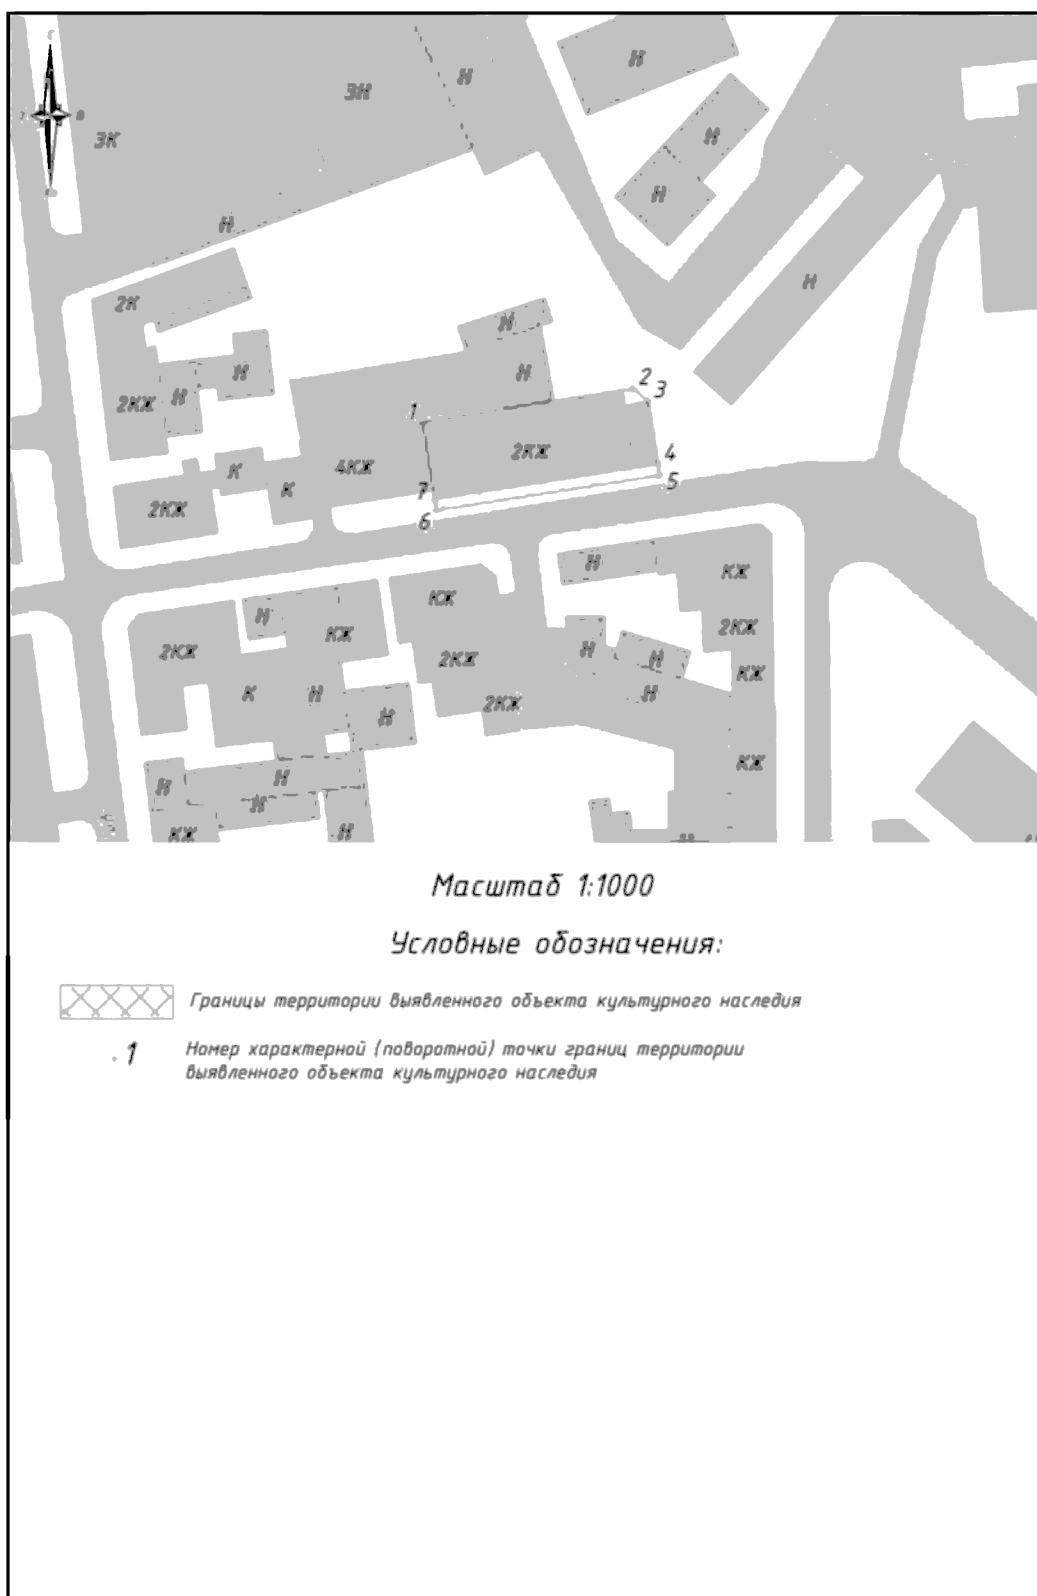 Н
Н
ЗН
Н
ЗК
Н
Н
Н
Н
2К
Н
Н
Н
2
3
Н
2КЖ
1
2КЖ
4
4КЖ
К
К
5
7
2КЖ
6
Н
КЖ
КЖ
Н
2КЖ
КЖ
Н
2КЖ
2КЖ
Н
КЖ
К
Н
Н
2КЖ
Н
КЖ
Н
Н
Н
КЖ
Н
Масштаб 1:1000
Условные обозначения:
Границы территории выявленного объекта культурного наследия
1 Номер характерной (поворотной) точки границ территории
выявленного объекта культурного наследия